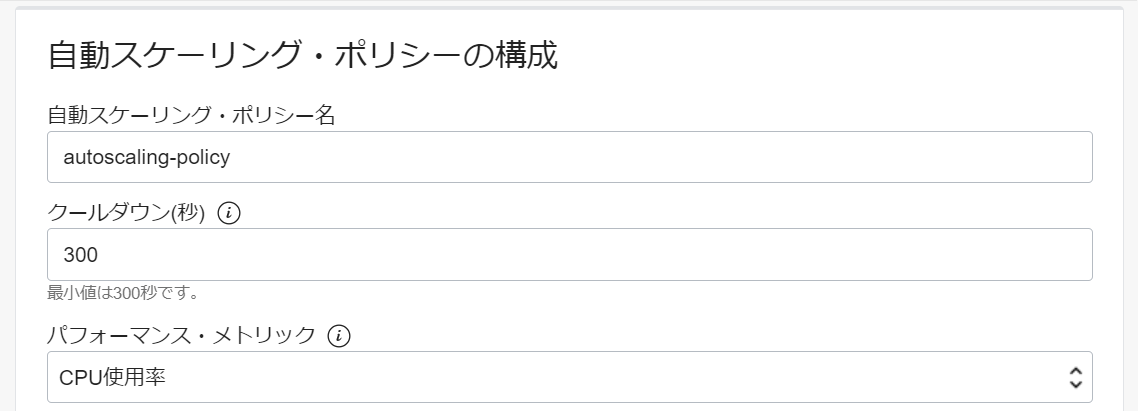 自動スケーリング・ポリシーの構成
自動スケーリング・ポリシー名
autoscaling-policy
クールダウン(秒)
300
最小値は300秒です。
パフォーマンス・メトリック
CPU使用率